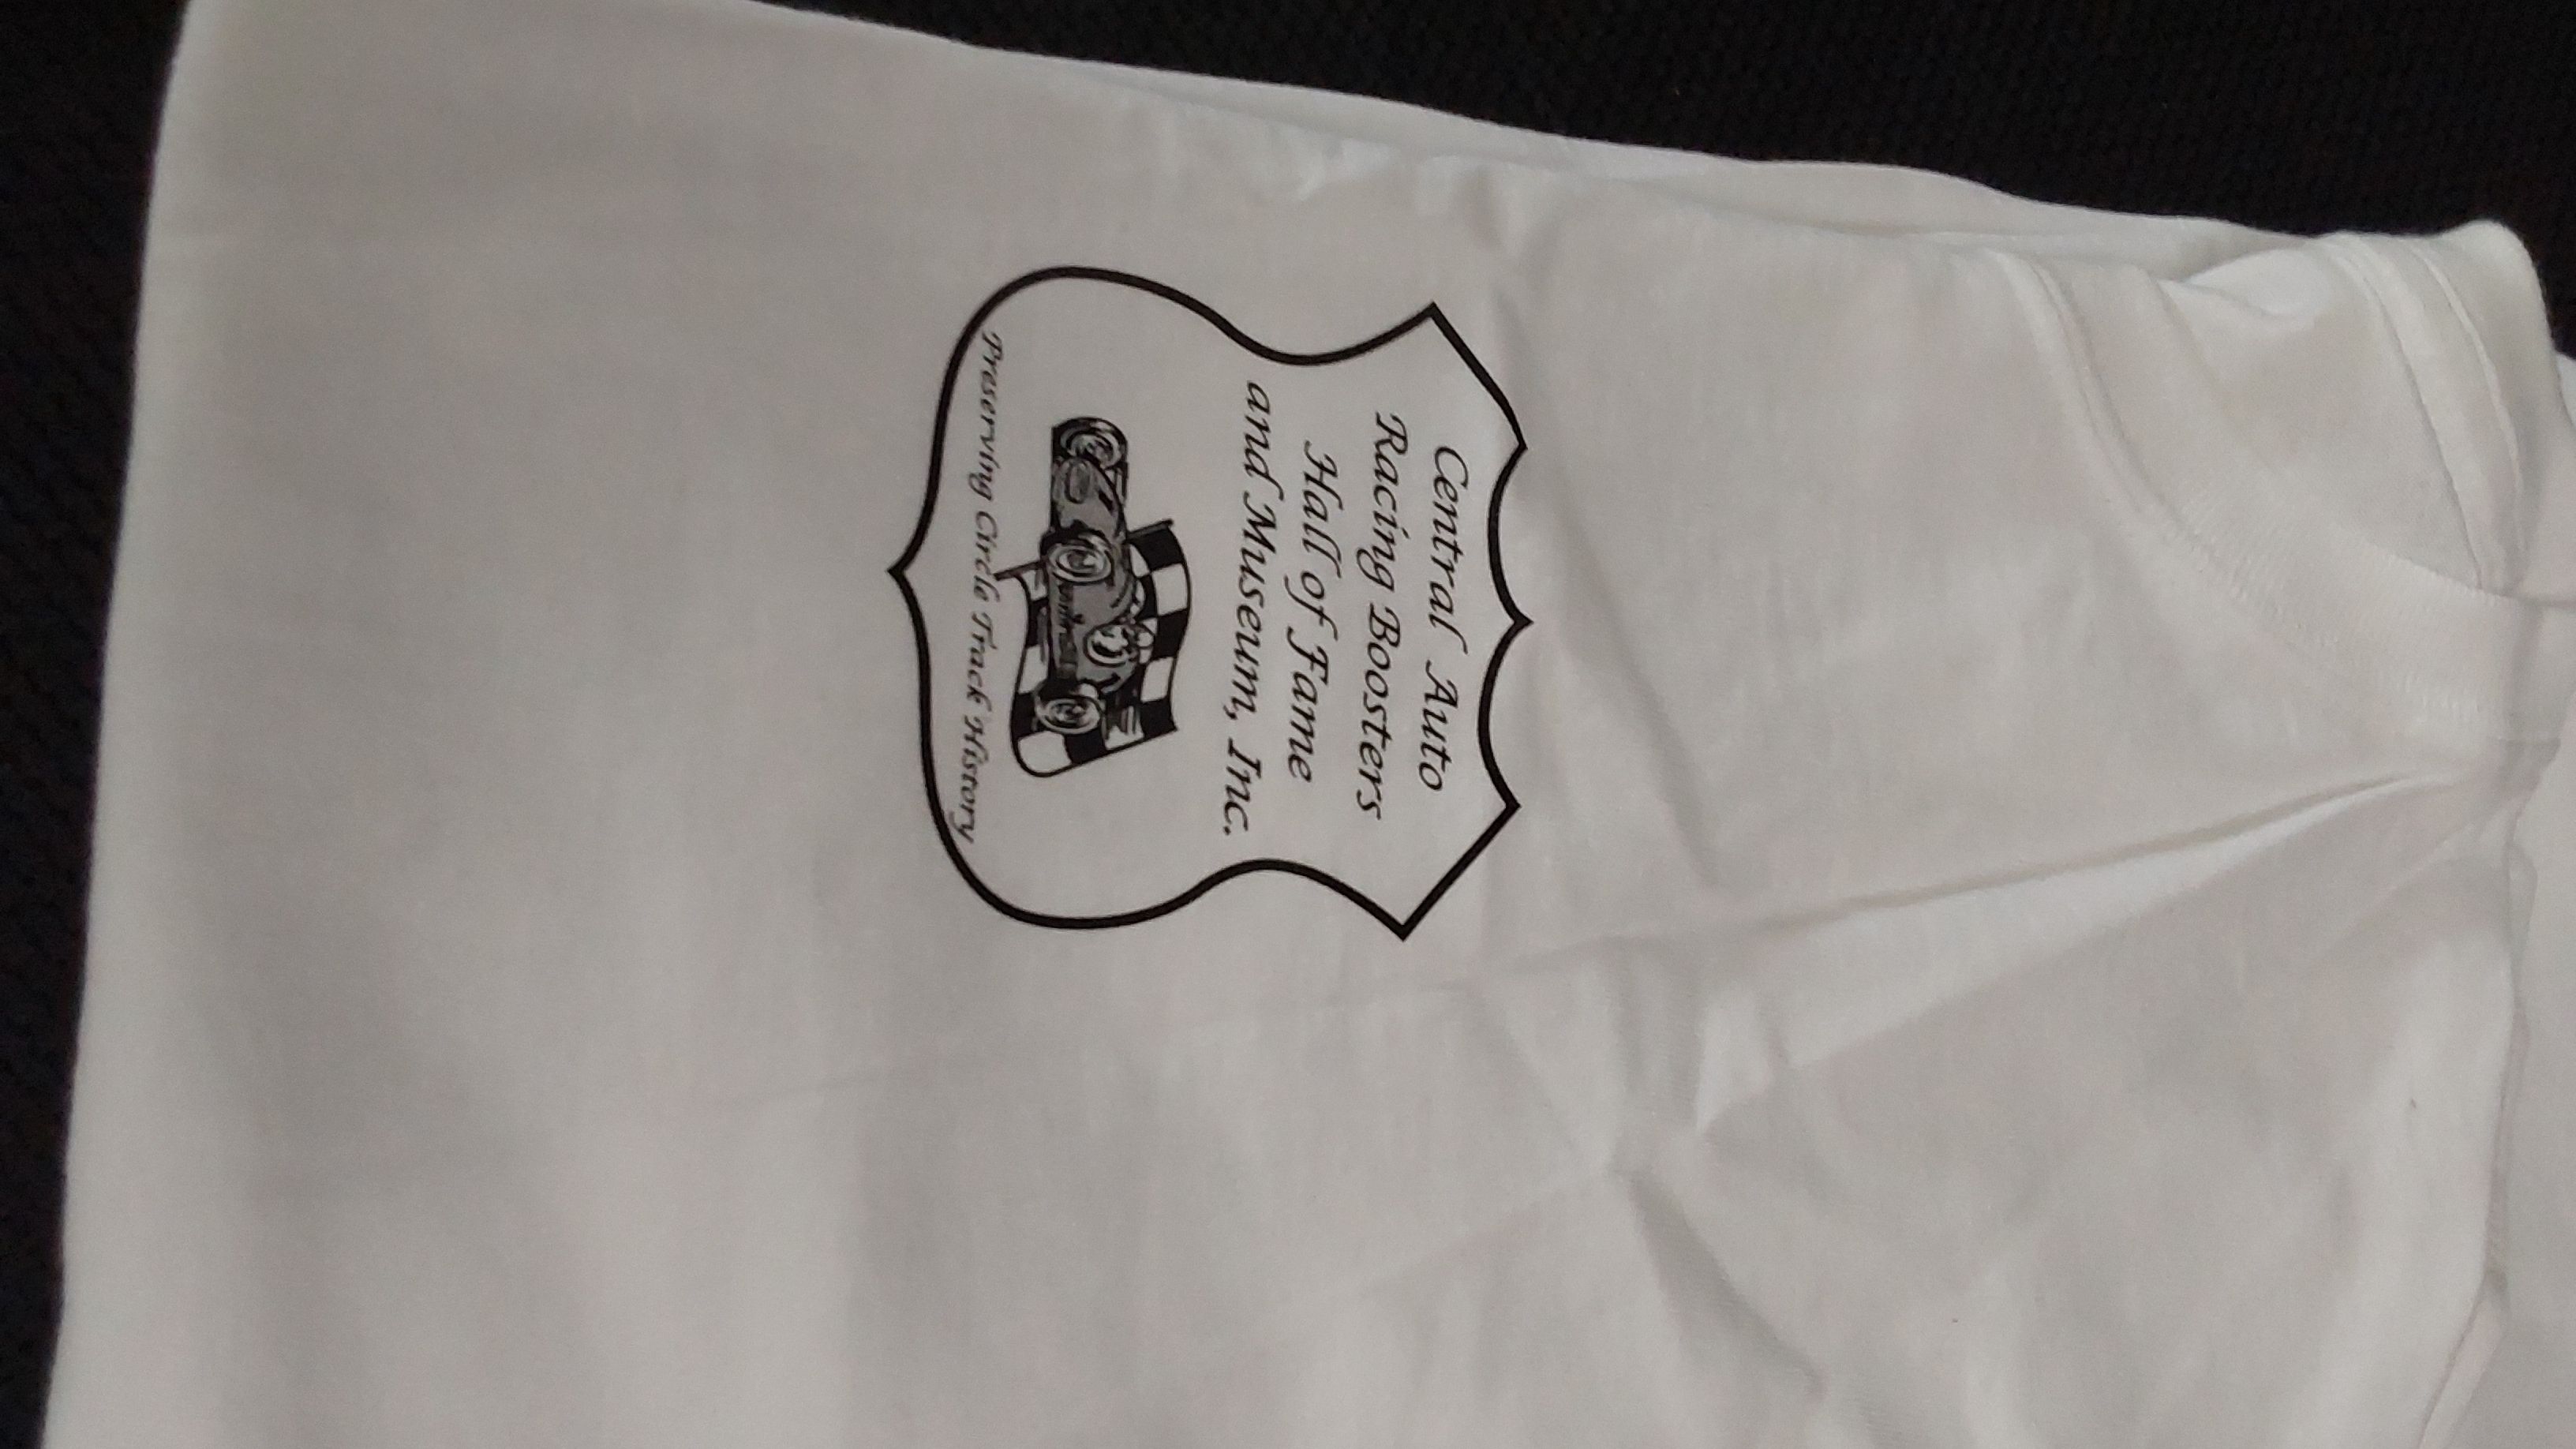 Central Auto
Racing Boosters
Hall of Fame
and Museum, Inc.
Preserving Circle Track History